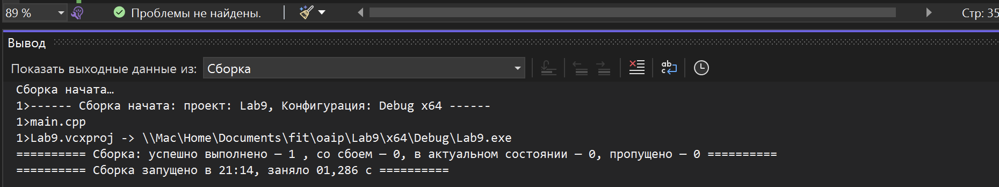 89 %
Проблемы не найдены.
Стр: 35
Вывод
Показать выходные данные из: Сборка
Сборка начата…
1>------ Сборка начата: проект: Lab9, Конфигурация: Debug x64 ------
1>main.cpp
1>Lab9.vcxproj -> \\Mac\Home\Documents\fit\oaip\Lab9\x64\Debug\Lab9.exe
========== Сборка: успешно выполнено — 1 , со сбоем — 0, в актуальном состоянии — 0, пропущено — 0 ==========
========== Сборка запущено в 21:14, заняло 01,286 с ==========